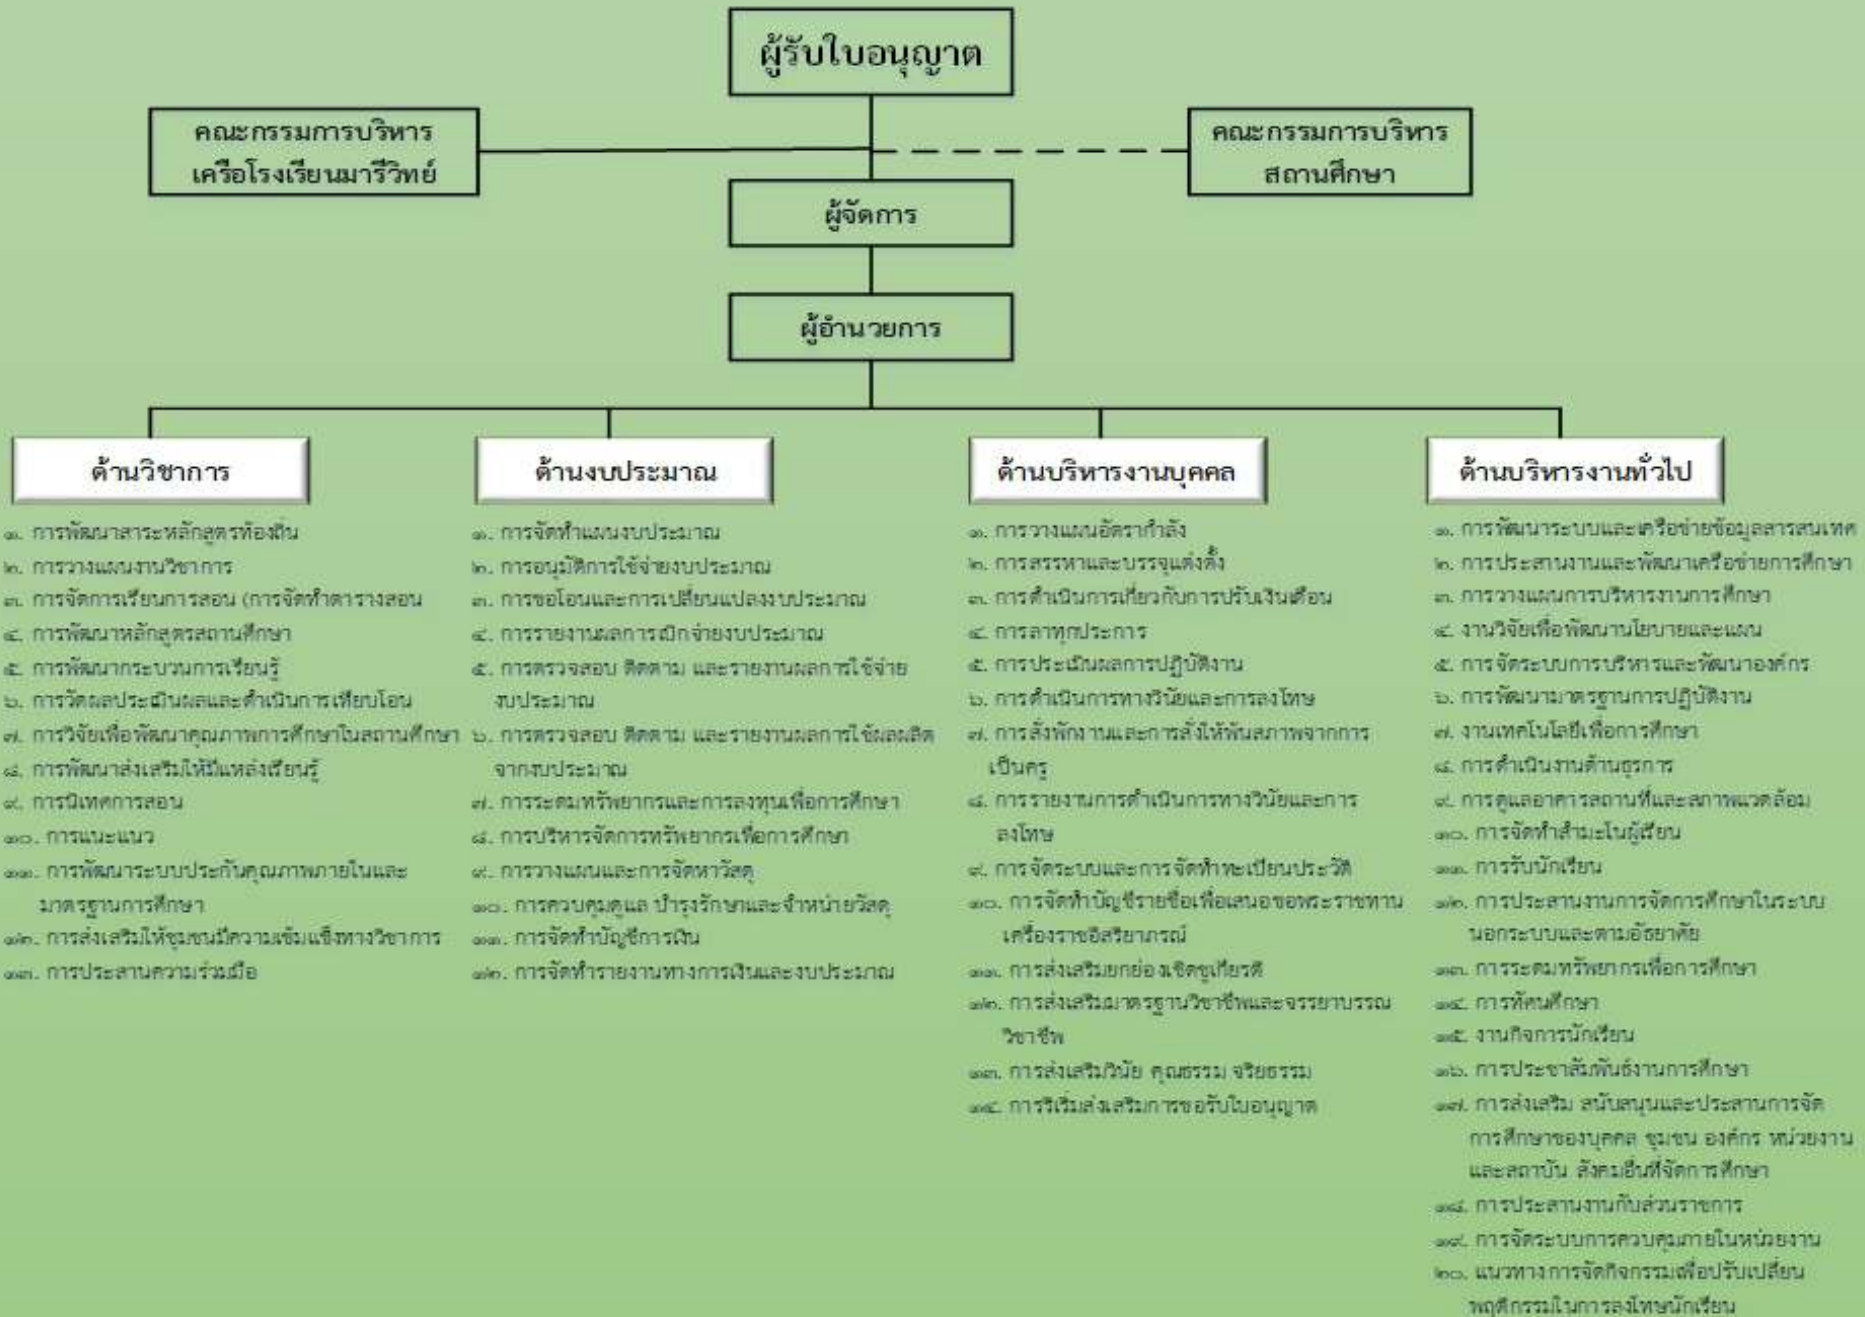 ผู้รับใบอนุญาต
คณะกรรมการบริหาร
เครือโรงเรียนมารีวิทย์
คณะกรรมการบริหาร
สถานศึกษา
ผู้จัดการ
ผู้อำนวยการ
ด้านวิชาการ
๑. การพัฒนาสาระหลักสูตรท้องถิ่น
๒. การวางแผนงานวิชาการ
๓. การจัดการเรียนการสอน (การจัดทำตารางสอน
๔. การพัฒนาหลักสูตรสถานศึกษา
๕. การพัฒนากระบวนการเรียนรู้
๖. การวัดผลประเมินผลและดำเนินการเทียบโอน
๗. การวิจัยเพื่อพัฒนาคุณภาพการศึกษาในสถานศึกษา
๘. การพัฒนาส่งเสริมให้มีแหล่งเรียนรู้
๙. การนิเทศการสอน
๑๐. การแนะแนว
๑๑. การพัฒนาระบบประกันคุณภาพภายในและ
มาตรฐานการศึกษา
๑๒. การส่งเสริมให้ชุมชนมีความเข้มแข็งทางวิชาการ
๑๓. การประสานความร่วมมือ
ด้านงบประมาณ
๑. การจัดทำแผนงบประมาณ
๒. การอนุมัติการใช้จ่ายงบประมาณ
๓. การขอโอนและการเปลี่ยนแปลงงบประมาณ
๔. การรายงานผลการเบิกจ่ายงบประมาณ
๕. การตรวจสอบ ติดตาม และรายงานผลการใช้จ่าย
งบประมาณ
๖. การตรวจสอบ ติดตาม และรายงานผลการใช้ผลผลิต
จากงบประมาณ
๗. การระดมทรัพยากรและการลงทุนเพื่อการศึกษา
๘. การบริหารจัดการทรัพยากรเพื่อการศึกษา
๙. การวางแผนและการจัดหาวัสดุ
๑๐. การควบคุมดูแล บำรุงรักษาและจำหน่ายวัสดุ
๑๑. การจัดทำบัญชีการเงิน
๑๒. การจัดทำรายงานทางการเงินและงบประมาณ
ด้านบริหารงานบุคคล
๑. การวางแผนอัตรากำลัง
๒. การสรรหาและบรรจุแต่งตั้ง
๓. การดำเนินการเกี่ยวกับการปรับเงินเดือน
๔. การลาทุกประการ
๕. การประเมินผลการปฏิบัติงาน
๖. การดำเนินการทางวินัยและการลงโทษ
๗. การสั่งพักงานและการสั่งให้พ้นสภาพจากการ
เป็นครู
๘. การรายงานการดำเนินการทางวินัยและการ
ลงโทษ
๙. การจัดระบบและการจัดทำทะเบียนประวัติ
๑๐. การจัดทำบัญชีรายชื่อเพื่อเสนอขอพระราชทาน
เครื่องราชอิสริยาภรณ์
๑๑. การส่งเสริมยกย่องเชิดชูเกียรติ
๑๒. การส่งเสริมมาตรฐานวิชาชีพและจรรยาบรรณ
วิชาชีพ
๑๓. การส่งเสริมวินัย คุณธรรม จริยธรรม
๑๔. การริเริ่มส่งเสริมการขอรับใบอนุญาต
ด้านบริหารงานทั่วไป
๑. การพัฒนาระบบและเครือข่ายข้อมูลสารสนเทศ
๒. การประสานงานและพัฒนาเครือข่ายการศึกษา
๓. การวางแผนการบริหารงานการศึกษา
๔. งานวิจัยเพื่อพัฒนานโยบายและแผน
๕. การจัดระบบการบริหารและพัฒนาองค์กร
๖. การพัฒนามาตรฐานการปฏิบัติงาน
๗. งานเทคโนโลยีเพื่อการศึกษา
๘. การดำเนินงานด้านธุรการ
๙. การดูแลอาคารสถานที่และสภาพแวดล้อม
๑๐. การจัดทำสำมะโนผู้เรียน
๑๑. การรับนักเรียน
๑๒. การประสานงานการจัดการศึกษาในระบบ
นอกระบบและตามอัธยาศัย
๑๓. การระดมทรัพยากรเพื่อการศึกษา
๑๔. การทัศนศึกษา
๑๕. งานกิจการนักเรียน
๑๖. การประชาสัมพันธ์งานการศึกษา
๑๗. การส่งเสริม สนับสนุนและประสานการจัด
การศึกษาของบุคคล ชุมชน องค์กร หน่วยงาน
และสถาบัน สังคมอื่นที่จัดการศึกษา
๑๘. การประสานงานกับส่วนราชการ
๑๙. การจัดระบบการควบคุมภายในหน่วยงาน
๒๐. แนวทางการจัดกิจกรรมเพื่อปรับเปลี่ยน
พฤติกรรมในการลงโทษนักเรียน